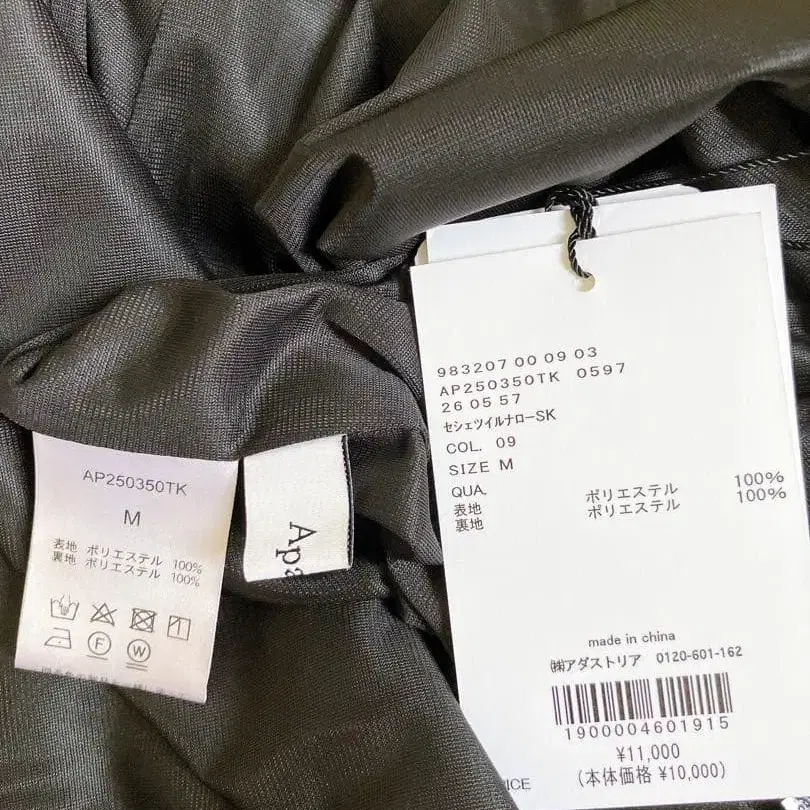 983207 00 09 03
AP250350TK 0597
26 05 57
セシェツイルナローSK
COL. 09
SIZE M
QUA.
表地 ポリエステル 100%
裏地 ポリエステル 100%
made in china
㈱アダストリア 0120-601-162
1900004601915
¥11,000
(本体価格 ¥10,000)
AP250350TK
M
表地 ポリエステル 100%
裏地 ポリエステル 100%
F
W
Apa